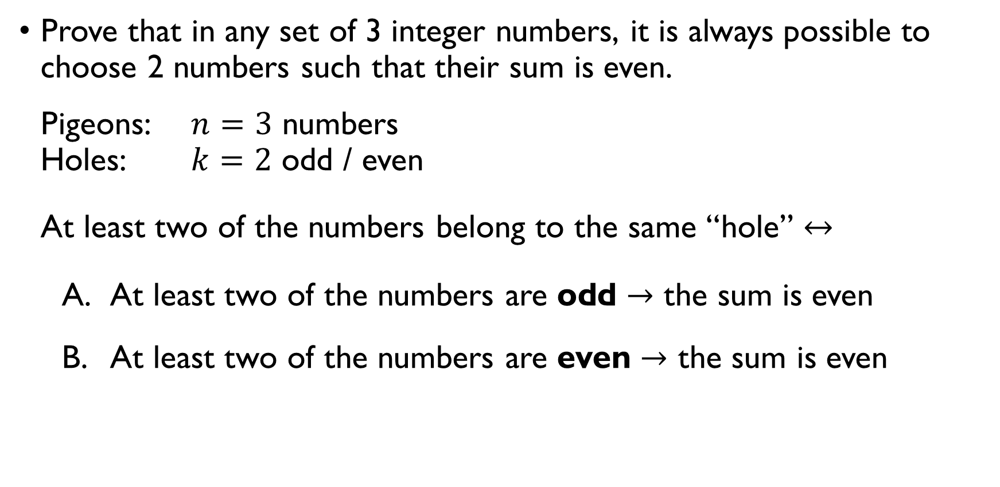 • Prove that in any set of 3 integer numbers, it is always possible to
choose 2 numbers such that their sum is even.
Pigeons: n = 3 numbers
Holes: k = 2 odd / even
At least two of the numbers belong to the same “hole” ↔
A. At least two of the numbers are odd → the sum is even
B. At least two of the numbers are even → the sum is even